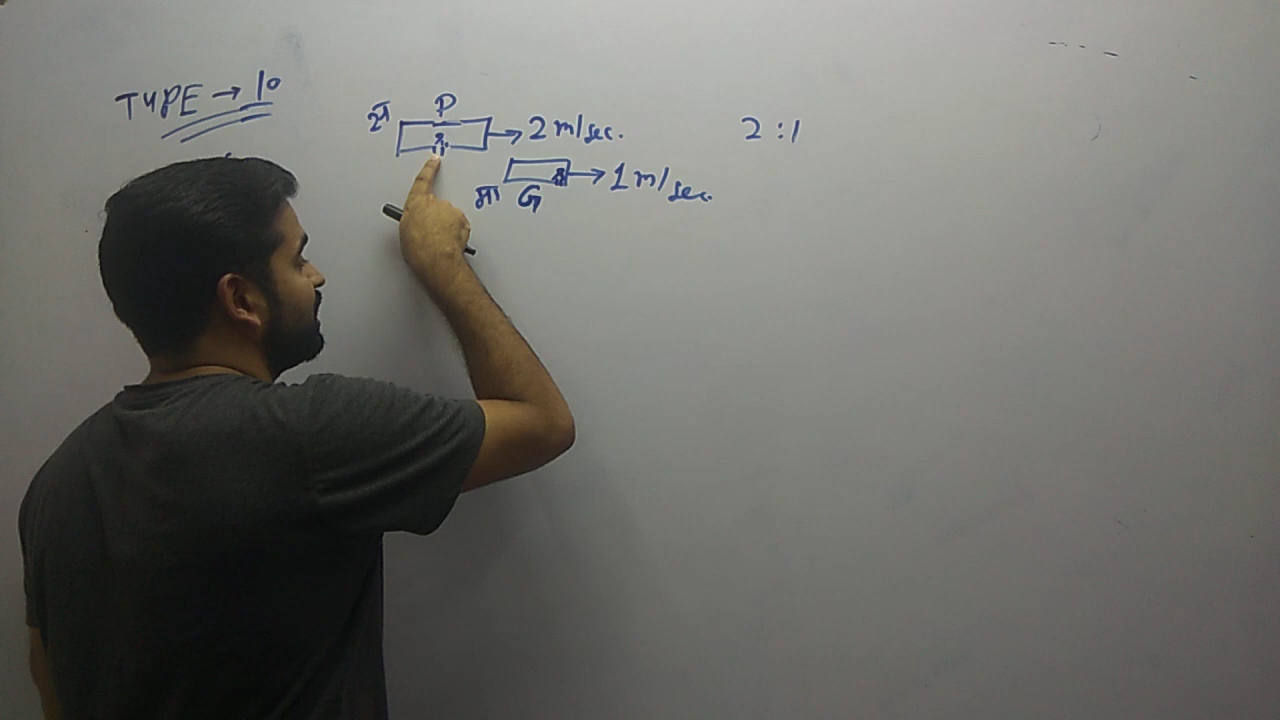 TYPE → 10
P
2 m/sec. 2 : 1
1 m/sec.
G